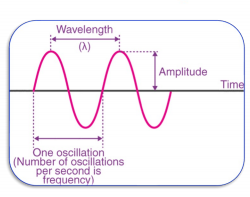 Wavelength
(λ)
Amplitude
Time
One oscillation
(Number of oscillations
per second is
frequency)